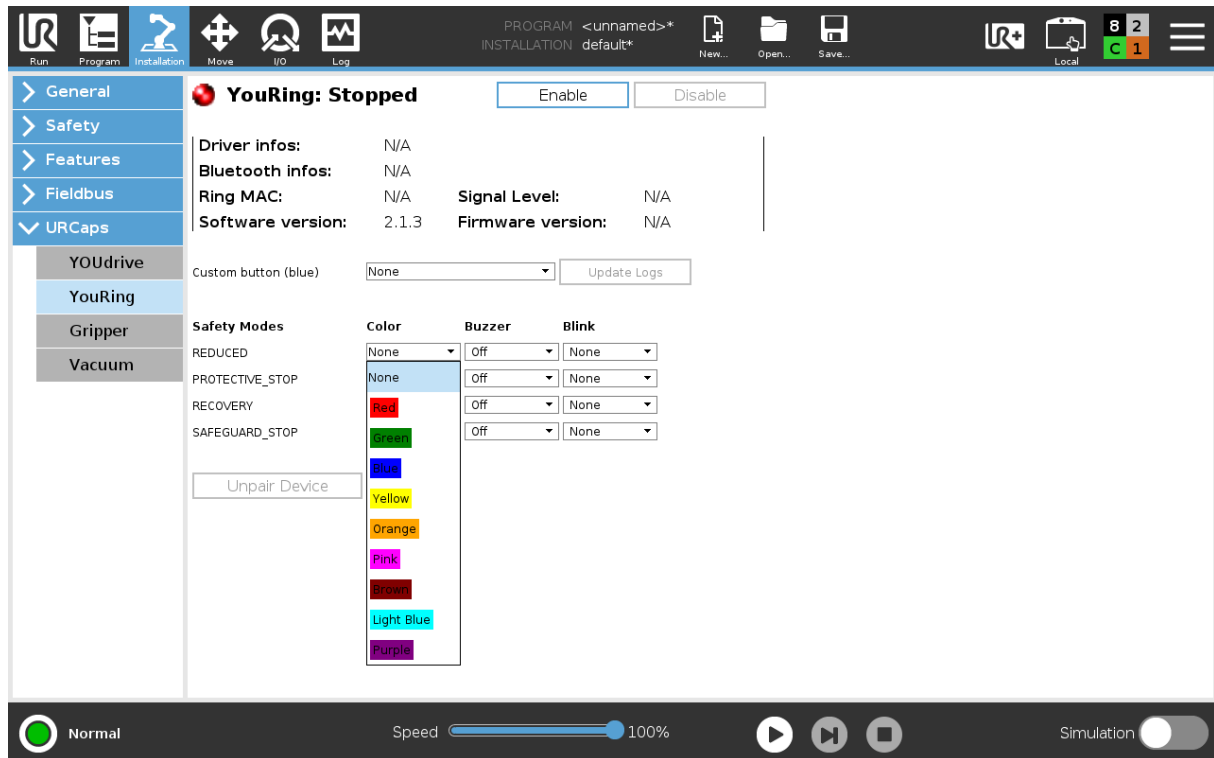 PROGRAM <unnamed>*
INSTALLATION default*
UR
UR+
8 2
C 1
Run Program Installation Move I/O Log New... Open... Save... Local
General
Safety
Features
Fieldbus
URCaps
YOUdrive
YouRing
Gripper
Vacuum
YouRing: Stopped Enable Disable
Driver infos: N/A
Bluetooth infos: N/A
Ring MAC: N/A Signal Level: N/A
Software version: 2.1.3 Firmware version: N/A
Custom button (blue) None Update Logs
Safety Modes Color Buzzer Blink
REDUCED None Off None
PROTECTIVE_STOP Off None
RECOVERY Off None
SAFEGUARD_STOP Off None
None
Red
Green
Blue
Yellow
Orange
Pink
Brown
Light Blue
Purple
Unpair Device
Normal Speed 100% Simulation